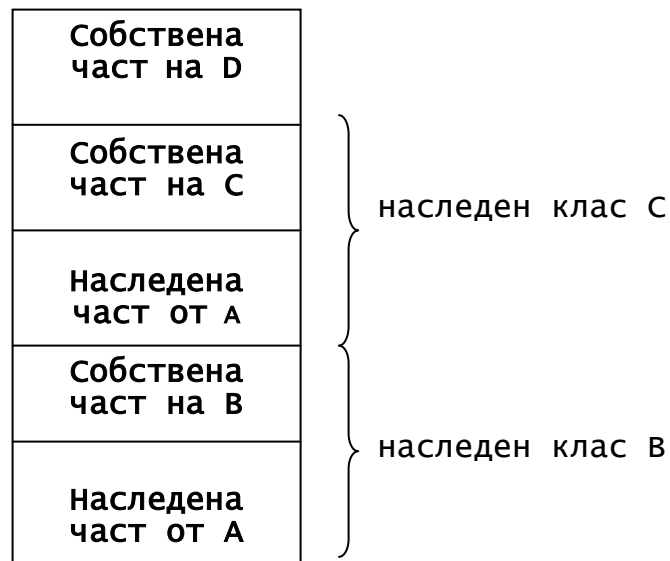 Собствена
част на D
Собствена
част на C
наследен клас C
Наследена
част от A
Собствена
част на B
наследен клас B
Наследена
част от A